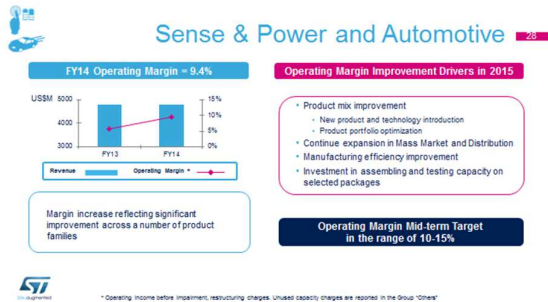 Sense & Power and Automotive
28
FY14 Operating Margin = 9.4%
US$M 5000
4000
3000
15%
10%
5%
0%
FY13 FY14
Revenue Operating Margin *
Margin increase reflecting significant
improvement across a number of product
families
Operating Margin Improvement Drivers in 2015
• Product mix improvement
• New product and technology introduction
• Product portfolio optimization
• Continue expansion in Mass Market and Distribution
• Manufacturing efficiency improvement
• Investment in assembling and testing capacity on
selected packages
Operating Margin Mid-term Target
in the range of 10-15%
ST
life.augmented
* Operating Income before Impairment, restructuring charges. Unused capacity charges are reported in the Group "Others"